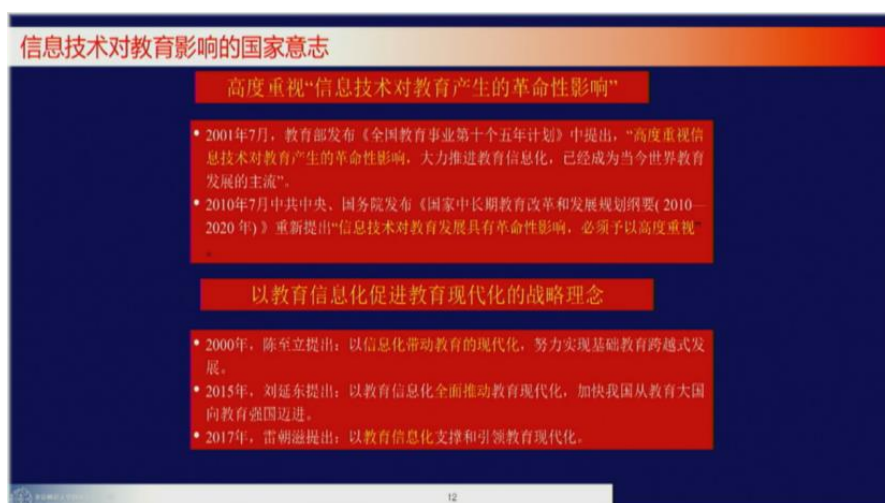 信息技术对教育影响的国家意志
高度重视“信息技术对教育产生的革命性影响”
• 2001年7月，教育部发布《全国教育事业第十个五年计划》中提出，“高度重视信
息技术对教育产生的革命性影响，大力推进教育信息化，已经成为当今世界教育
发展的主流”。
• 2010年7月中共中央、国务院发布《国家中长期教育改革和发展规划纲要( 2010—
2020 年) 》重新提出“信息技术对教育发展具有革命性影响，必须予以高度重视”
。
以教育信息化促进教育现代化的战略理念
• 2000年，陈至立提出：以信息化带动教育的现代化，努力实现基础教育跨越式发
展。
• 2015年，刘延东提出：以教育信息化全面推动教育现代化，加快我国从教育大国
向教育强国迈进。
• 2017年，雷朝滋提出：以教育信息化支撑和引领教育现代化。
12